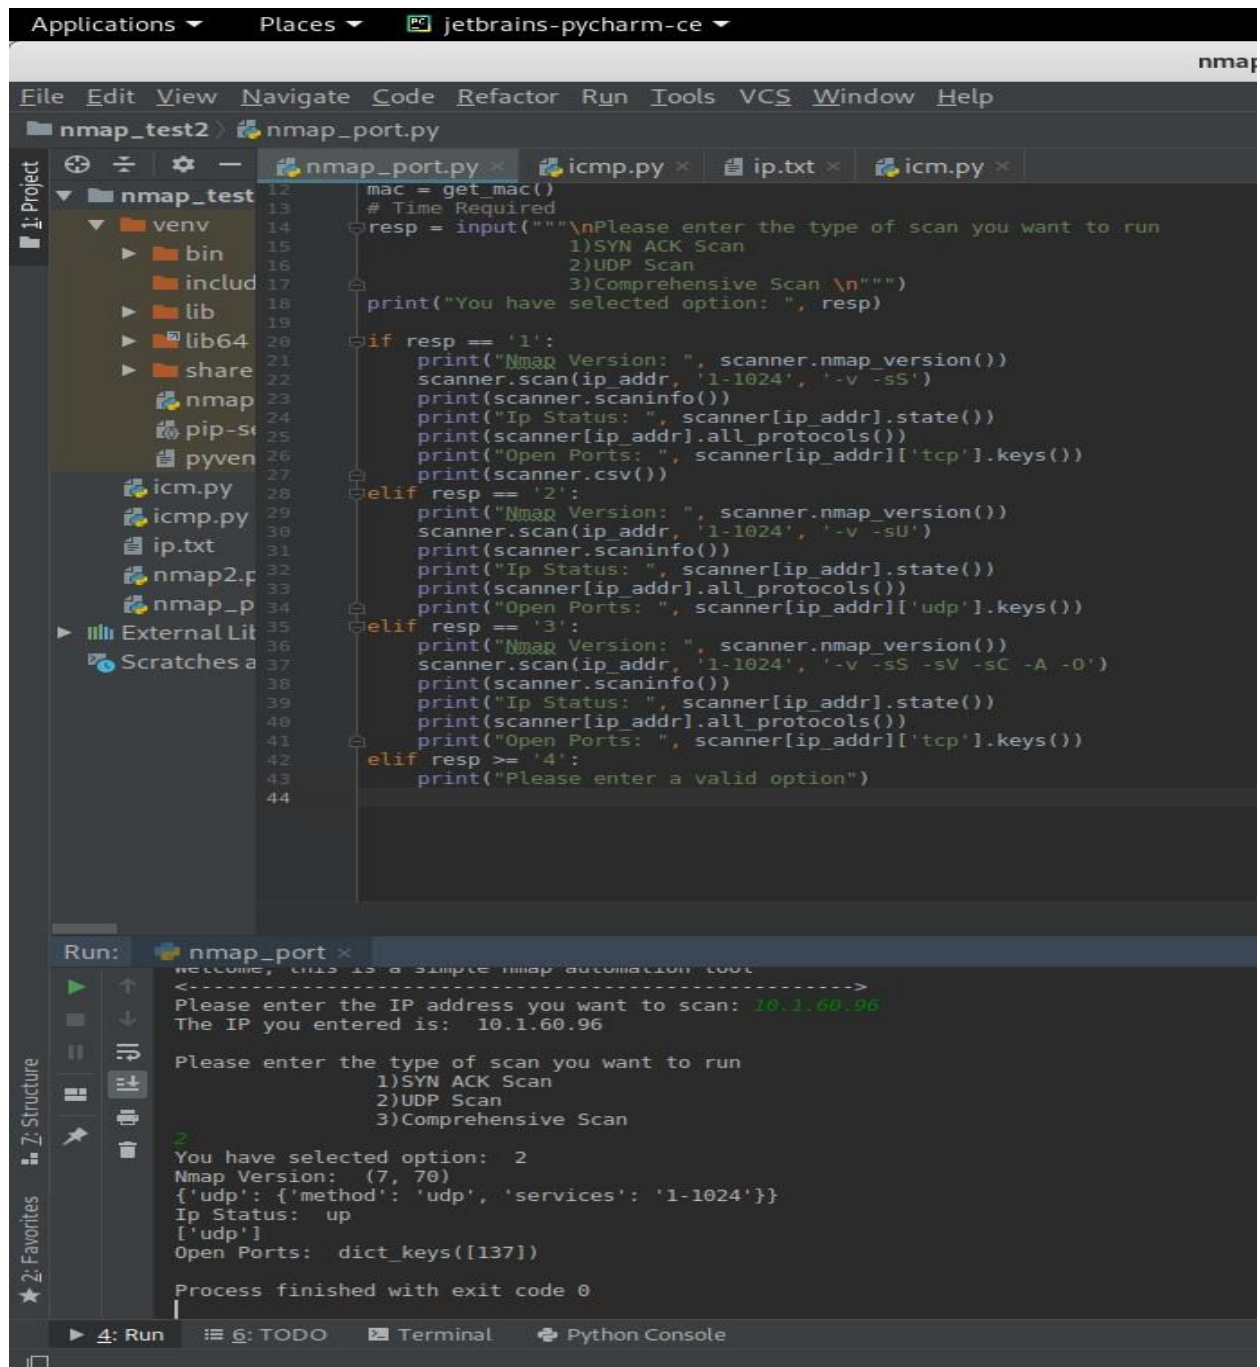 Applications Places jetbrains-pycharm-ce
nmap
File Edit View Navigate Code Refactor Run Tools VCS Window Help
nmap_test2 nmap_port.py
1: Project
nmap_port.py icmp.py ip.txt icm.py
nmap_test
venv
bin
includ
lib
lib64
share
nmap
pip-se
pyven
icm.py
icmp.py
ip.txt
nmap2.p
nmap_p
External Lit
Scratches a
12 mac = get_mac()
13 # Time Required
14 resp = input("""\nPlease enter the type of scan you want to run
15 1)SYN ACK Scan
16 2)UDP Scan
17 3)Comprehensive Scan \n""")
18 print("You have selected option: ", resp)
19
20 if resp == '1':
21 print("Nmap Version: ", scanner.nmap_version())
22 scanner.scan(ip_addr, '1-1024', '-v -sS')
23 print(scanner.scaninfo())
24 print("Ip Status: ", scanner[ip_addr].state())
25 print(scanner[ip_addr].all_protocols())
26 print("Open Ports: ", scanner[ip_addr]['tcp'].keys())
27 print(scanner.csv())
28 elif resp == '2':
29 print("Nmap Version: ", scanner.nmap_version())
30 scanner.scan(ip_addr, '1-1024', '-v -sU')
31 print(scanner.scaninfo())
32 print("Ip Status: ", scanner[ip_addr].state())
33 print(scanner[ip_addr].all_protocols())
34 print("Open Ports: ", scanner[ip_addr]['udp'].keys())
35 elif resp == '3':
36 print("Nmap Version: ", scanner.nmap_version())
37 scanner.scan(ip_addr, '1-1024', '-v -sS -sV -sC -A -O')
38 print(scanner.scaninfo())
39 print("Ip Status: ", scanner[ip_addr].state())
40 print(scanner[ip_addr].all_protocols())
41 print("Open Ports: ", scanner[ip_addr]['tcp'].keys())
42 elif resp >= '4':
43 print("Please enter a valid option")
44
Run: nmap_port
Welcome, this is a simple nmap automation tool
<----------------------------------------------------->
Please enter the IP address you want to scan: 10.1.60.96
The IP you entered is: 10.1.60.96
Please enter the type of scan you want to run
1)SYN ACK Scan
2)UDP Scan
3)Comprehensive Scan
2
You have selected option: 2
Nmap Version: (7, 70)
{'udp': {'method': 'udp', 'services': '1-1024'}}
Ip Status: up
['udp']
Open Ports: dict_keys([137])
Process finished with exit code 0
7: Structure
2: Favorites
4: Run 6: TODO Terminal Python Console